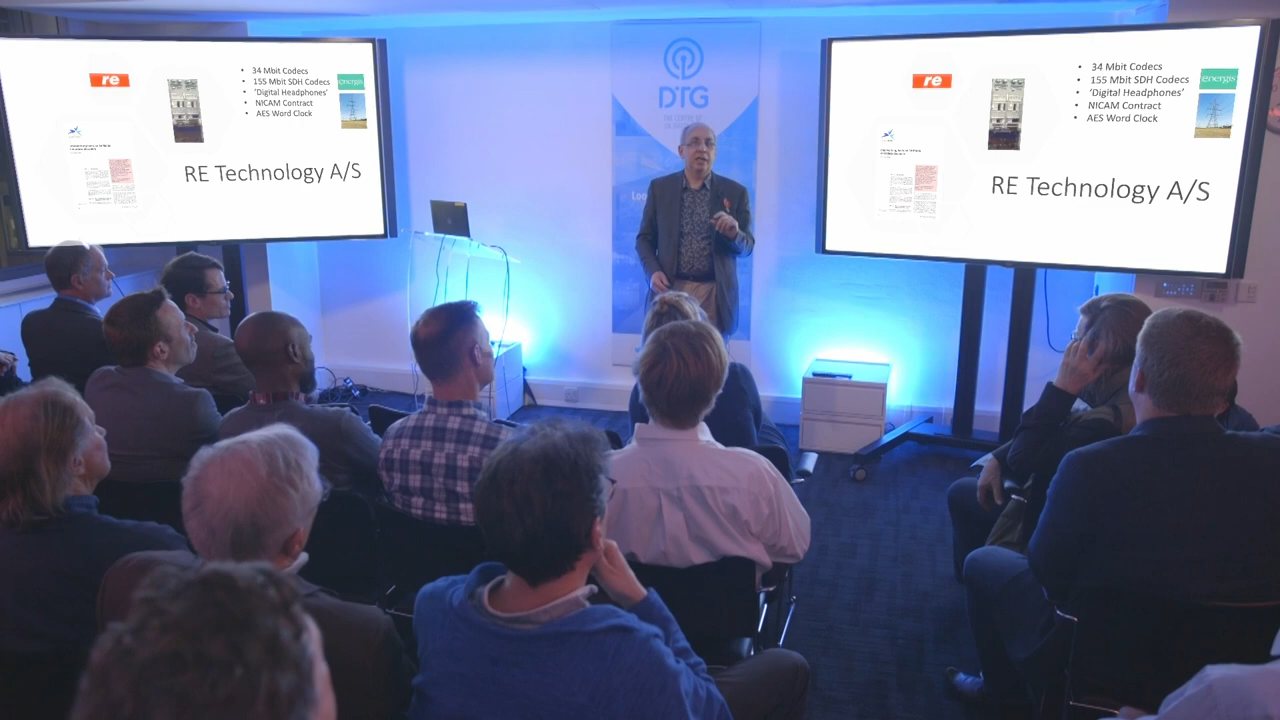 re
• 34 Mbit Codecs
• 155 Mbit SDH Codecs
• 'Digital Headphones'
• NICAM Contract
• AES Word Clock
energis
RE Technology A/S
DTG
re
• 34 Mbit Codecs
• 155 Mbit SDH Codecs
• 'Digital Headphones'
• NICAM Contract
• AES Word Clock
energis
RE Technology A/S